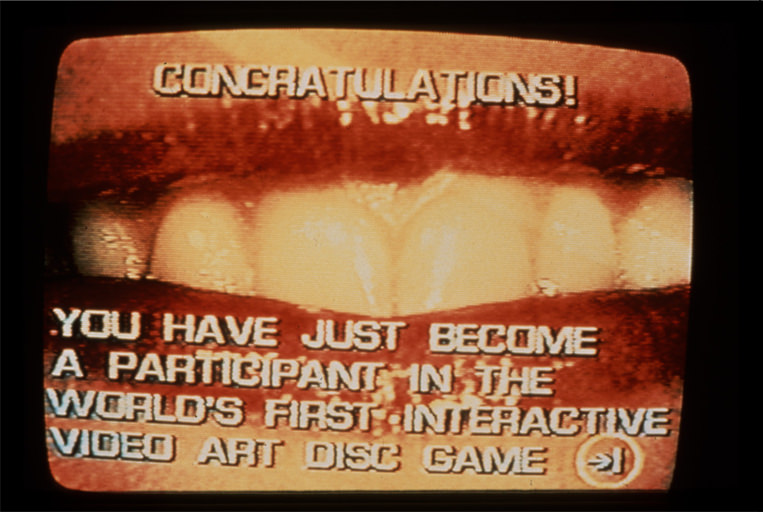 CONGRATULATIONS!
YOU HAVE JUST BECOME
A PARTICIPANT IN THE
WORLD'S FIRST INTERACTIVE
VIDEO ART DISC GAME →I